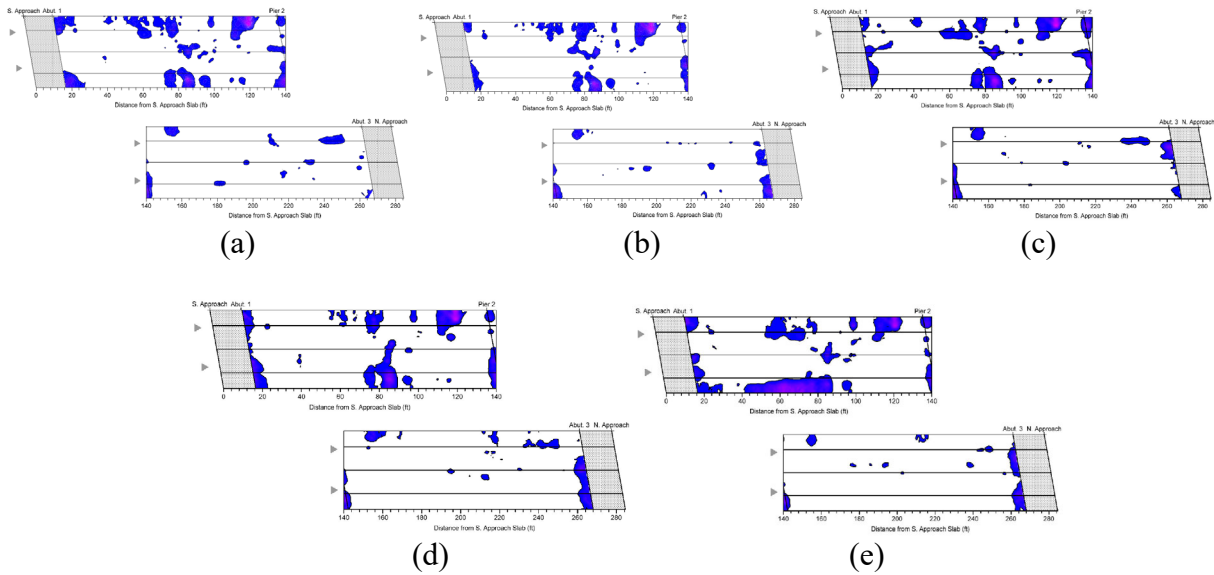 S. Approach Abut. 1 Pier 2
0 20 40 60 80 100 120 140
Distance from S. Approach Slab (ft)
Abut. 3 N. Approach
140 160 180 200 220 240 260 280
Distance from S. Approach Slab (ft)
(a)
S. Approach Abut. 1 Pier 2
0 20 40 60 80 100 120 140
Distance from S. Approach Slab (ft)
Abut. 3 N. Approach
140 160 180 200 220 240 260 280
Distance from S. Approach Slab (ft)
(b)
S. Approach Abut. 1 Pier 2
0 20 40 60 80 100 120 140
Distance from S. Approach Slab (ft)
Abut. 3 N. Approach
140 160 180 200 220 240 260 280
Distance from S. Approach Slab (ft)
(c)
S. Approach Abut. 1 Pier 2
0 20 40 60 80 100 120 140
Distance from S. Approach Slab (ft)
Abut. 3 N. Approach
140 160 180 200 220 240 260 280
Distance from S. Approach Slab (ft)
(d)
S. Approach Abut. 1 Pier 2
0 20 40 60 80 100 120 140
Distance from S. Approach Slab (ft)
Abut. 3 N. Approach
140 160 180 200 220 240 260 280
Distance from S. Approach Slab (ft)
(e)